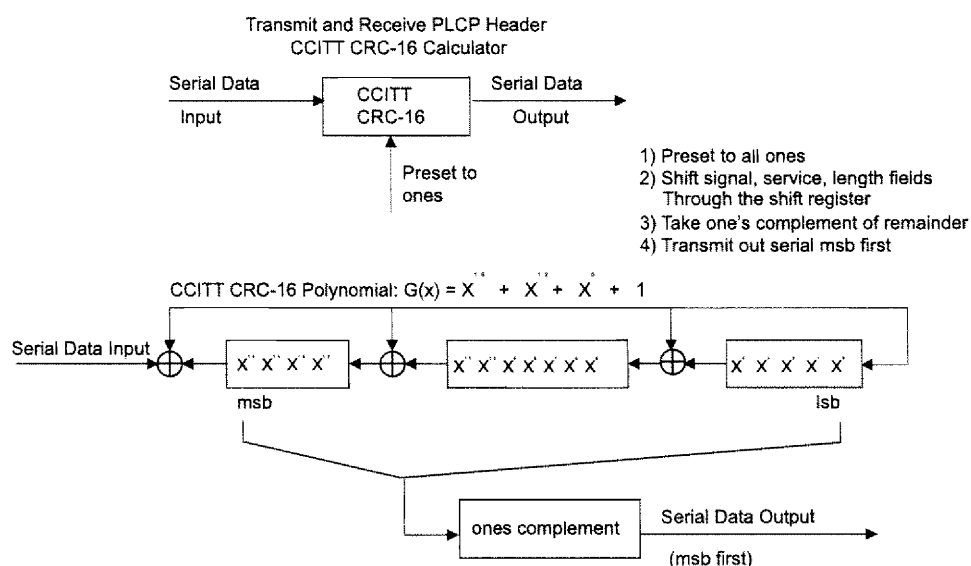 Transmit and Receive PLCP Header
CCITT CRC-16 Calculator
Serial Data
Input
CCITT
CRC-16
Serial Data
Output
Preset to
ones
1) Preset to all ones
2) Shift signal, service, length fields
Through the shift register
3) Take one's complement of remainder
4) Transmit out serial msb first
CCITT CRC-16 Polynomial: G(x) = X + X + X + 1
Serial Data Input
X X X X
X X X X X X X
X X X X X
msb
lsb
ones complement
Serial Data Output
(msb first)